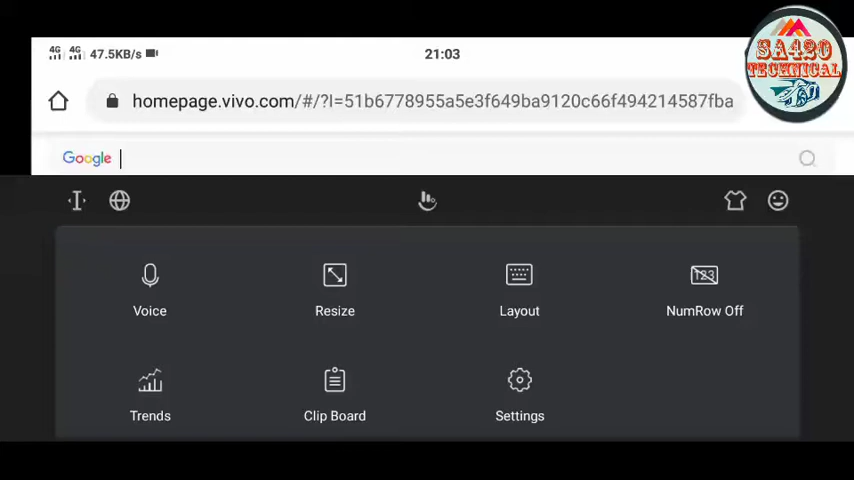 4G 4G 47.5KB/s 21:03
SA420
TECHNICAL
homepage.vivo.com/#/?l=51b6778955a5e3f649ba9120c66f494214587fba
Google
Voice Resize Layout NumRow Off
123
Trends Clip Board Settings